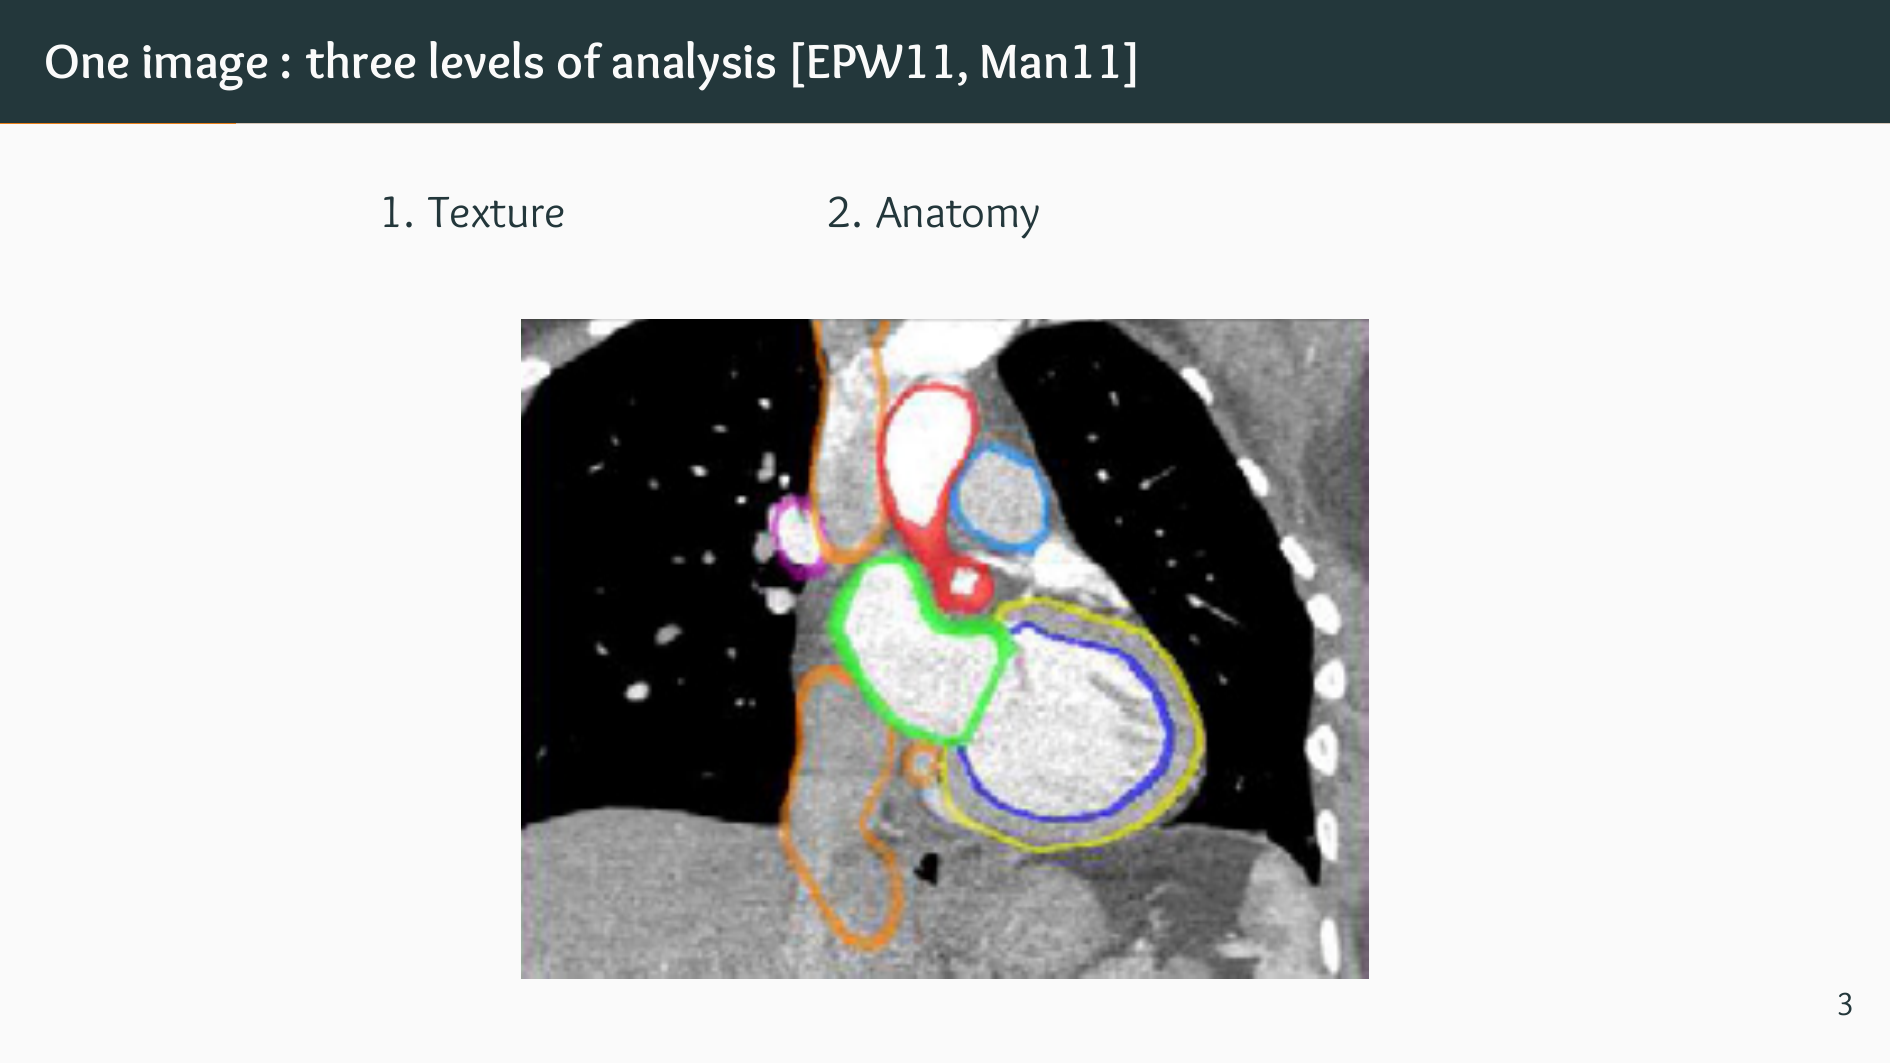 One image : three levels of analysis [EPW11, Man11]
1. Texture
2. Anatomy
3